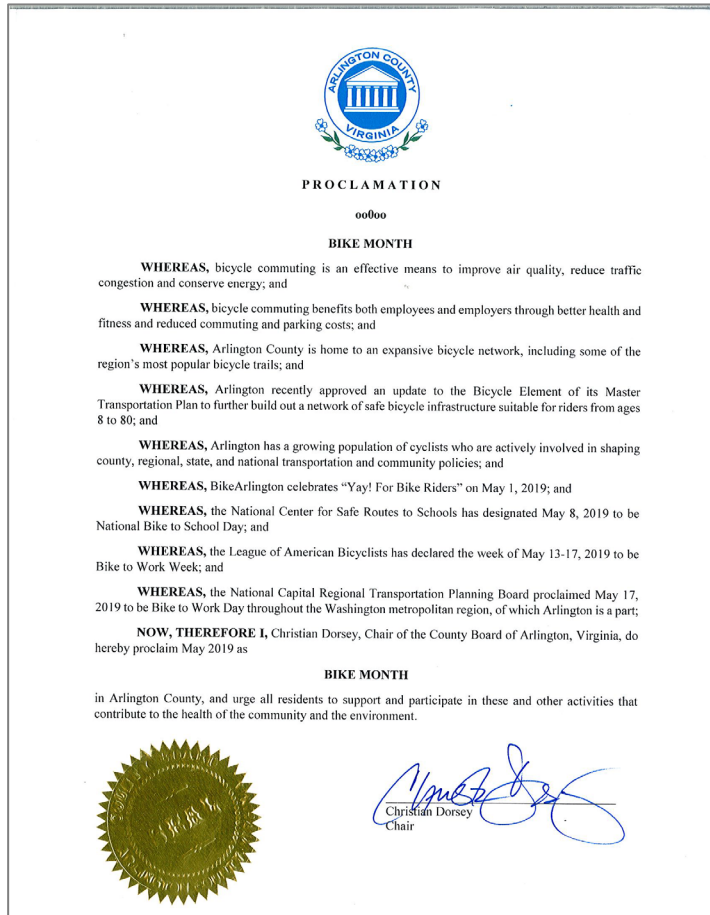 ARLINGTON COUNTY
VIRGINIA
PROCLAMATION
oo0oo
BIKE MONTH
WHEREAS, bicycle commuting is an effective means to improve air quality, reduce traffic
congestion and conserve energy; and
WHEREAS, bicycle commuting benefits both employees and employers through better health and
fitness and reduced commuting and parking costs; and
WHEREAS, Arlington County is home to an expansive bicycle network, including some of the
region's most popular bicycle trails; and
WHEREAS, Arlington recently approved an update to the Bicycle Element of its Master
Transportation Plan to further build out a network of safe bicycle infrastructure suitable for riders from ages
8 to 80; and
WHEREAS, Arlington has a growing population of cyclists who are actively involved in shaping
county, regional, state, and national transportation and community policies; and
WHEREAS, BikeArlington celebrates “Yay! For Bike Riders” on May 1, 2019; and
WHEREAS, the National Center for Safe Routes to Schools has designated May 8, 2019 to be
National Bike to School Day; and
WHEREAS, the League of American Bicyclists has declared the week of May 13-17, 2019 to be
Bike to Work Week; and
WHEREAS, the National Capital Regional Transportation Planning Board proclaimed May 17,
2019 to be Bike to Work Day throughout the Washington metropolitan region, of which Arlington is a part;
NOW, THEREFORE I, Christian Dorsey, Chair of the County Board of Arlington, Virginia, do
hereby proclaim May 2019 as
BIKE MONTH
in Arlington County, and urge all residents to support and participate in these and other activities that
contribute to the health of the community and the environment.
Christian Dorsey
Chair